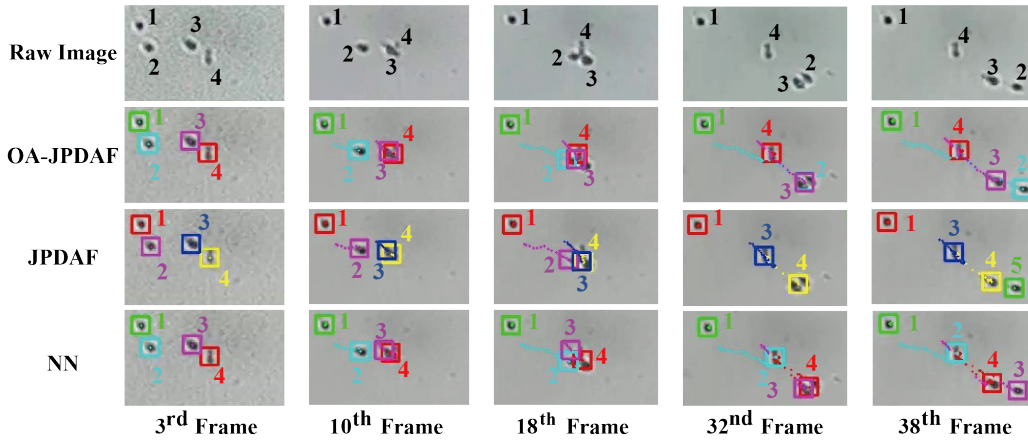 Raw Image
1 2 3 4
1 2 4 3
1 4 2 3
1 4 2 3
1 4 3 2
OA-JPDAF
1 3 2 4
1 4 2 3
1 4 2 3
1 4 2 3
1 4 3 2
JPDAF
1 3 2 4
1 4 2 3
1 4 2 3
1 3 4
1 3 4 5
NN
1 3 2 4
1 3 2 4
1 3 2 4
1 2 4 3
1 2 4 3
3rd Frame
10th Frame
18th Frame
32nd Frame
38th Frame